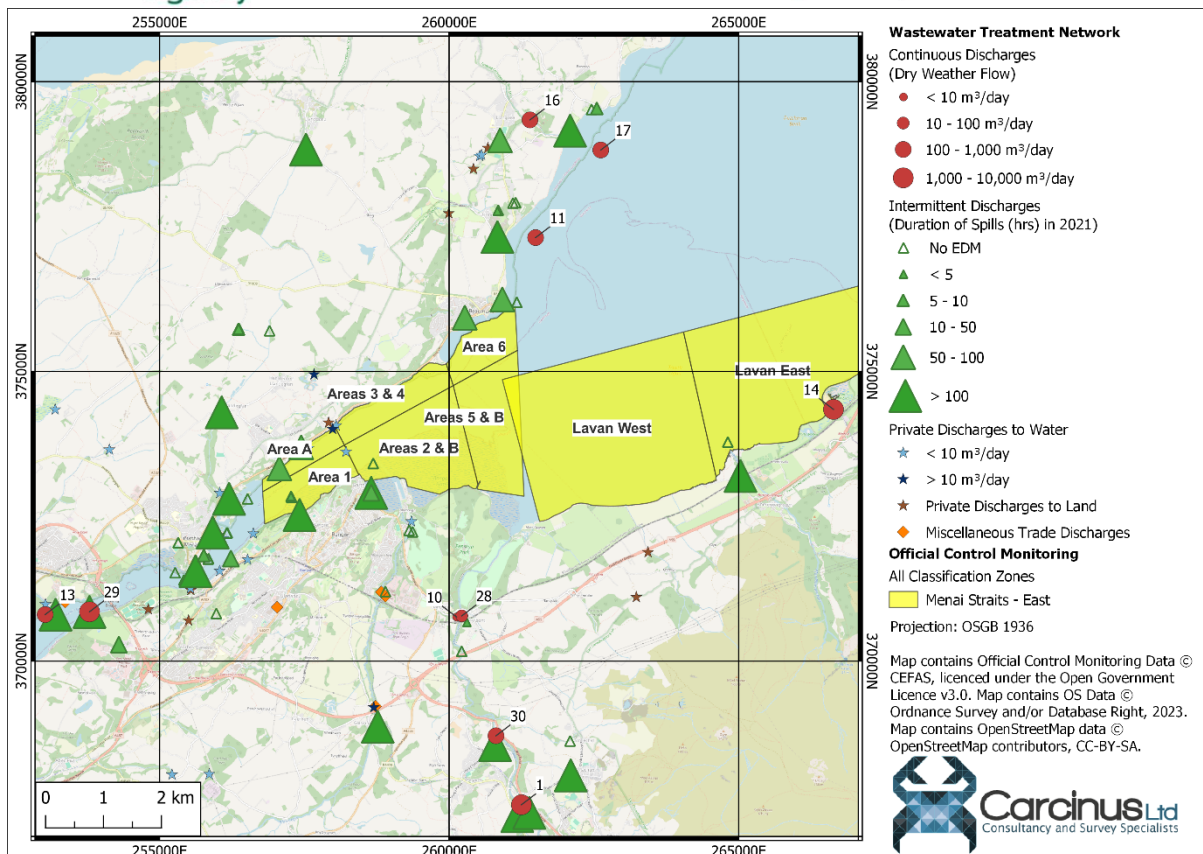 255000E
260000E
265000E
380000N
380000N
16
17
11
Area 6
375000N
375000N
Areas 3 & 4
Lavan East
14
Areas 5 & B
Lavan West
Area A
Areas 2 & B
Area 1
13
29
10
28
370000N
370000N
30
1
0 1 2 km
255000E
260000E
265000E
Wastewater Treatment Network
Continuous Discharges
(Dry Weather Flow)
< 10 m³/day
10 - 100 m³/day
100 - 1,000 m³/day
1,000 - 10,000 m³/day
Intermittent Discharges
(Duration of Spills (hrs) in 2021)
No EDM
< 5
5 - 10
10 - 50
50 - 100
> 100
Private Discharges to Water
< 10 m³/day
> 10 m³/day
Private Discharges to Land
Miscellaneous Trade Discharges
Official Control Monitoring
All Classification Zones
Menai Straits - East
Projection: OSGB 1936
Map contains Official Control Monitoring Data ©
CEFAS, licenced under the Open Government
Licence v3.0. Map contains OS Data ©
Ordnance Survey and/or Database Right, 2023.
Map contains OpenStreetMap data ©
OpenStreetMap contributors, CC-BY-SA.
Carcinus Ltd
Consultancy and Survey Specialists